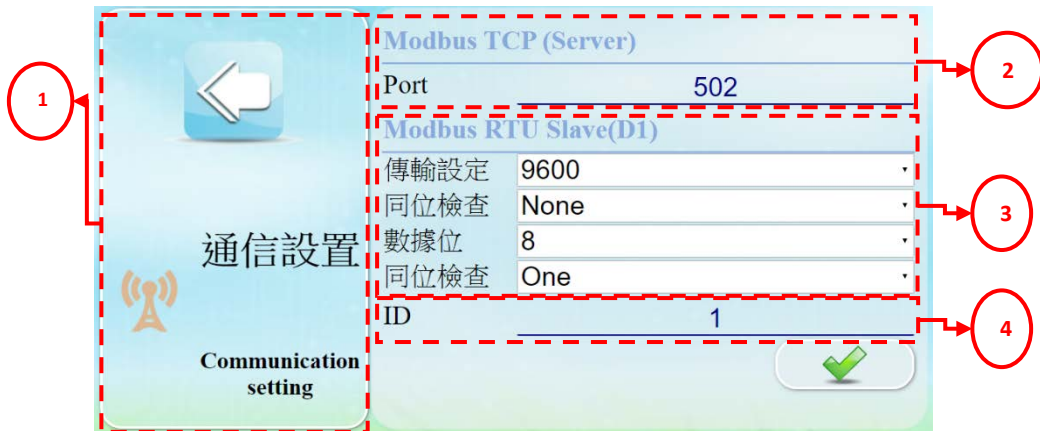 1
通信設置
Communication
setting
Modbus TCP (Server)
Port 502
2
Modbus RTU Slave(D1)
傳輸設定 9600
同位檢查 None
數據位 8
同位檢查 One
3
ID 1
4